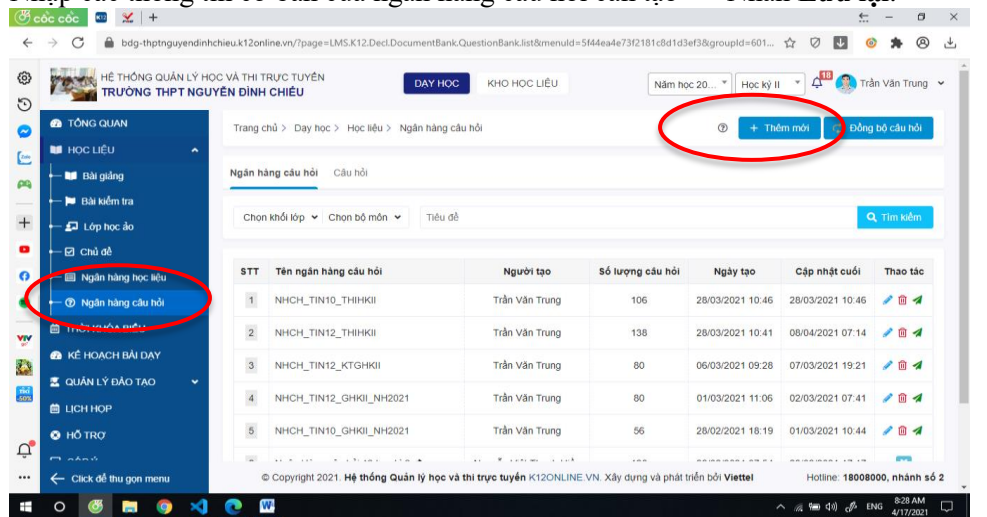 cốc cốc
bdg-thptnguyendinhchieu.k12online.vn/?page=LMS.K12.Decl.DocumentBank.QuestionBank.list&menuId=5f44ea4e73f2181c8d1d3ef3&groupId=601...
HỆ THỐNG QUẢN LÝ HỌC VÀ THI TRỰC TUYẾN
TRƯỜNG THPT NGUYỄN ĐÌNH CHIỂU
DẠY HỌC KHO HỌC LIỆU
Năm học 20... Học kỳ II
18
Trần Văn Trung
TỔNG QUAN
HỌC LIỆU
Bài giảng
Bài kiểm tra
Lớp học ảo
Chủ đề
Ngân hàng học liệu
Ngân hàng câu hỏi
THỜI KHÓA BIỂU
KẾ HOẠCH BÀI DẠY
QUẢN LÝ ĐÀO TẠO
LỊCH HỌP
HỖ TRỢ
Click để thu gọn menu
Trang chủ > Dạy học > Học liệu > Ngân hàng câu hỏi
+ Thêm mới
Đồng bộ câu hỏi
Ngân hàng câu hỏi Câu hỏi
Chọn khối lớp Chọn bộ môn Tiêu đề Tìm kiếm
STT Tên ngân hàng câu hỏi Người tạo Số lượng câu hỏi Ngày tạo Cập nhật cuối Thao tác
1 NHCH_TIN10_THIHKII Trần Văn Trung 106 28/03/2021 10:46 28/03/2021 10:46
2 NHCH_TIN12_THIHKII Trần Văn Trung 138 28/03/2021 10:41 08/04/2021 07:14
3 NHCH_TIN12_KTGHKII Trần Văn Trung 80 06/03/2021 09:28 07/03/2021 19:21
4 NHCH_TIN12_GHKII_NH2021 Trần Văn Trung 80 01/03/2021 11:06 02/03/2021 07:41
5 NHCH_TIN10_GHKII_NH2021 Trần Văn Trung 56 28/02/2021 18:19 01/03/2021 10:44
© Copyright 2021. Hệ thống Quản lý học và thi trực tuyến K12ONLINE.VN. Xây dựng và phát triển bởi Viettel
Hotline: 18008000, nhánh số 2
ENG
8:28 AM
4/17/2021